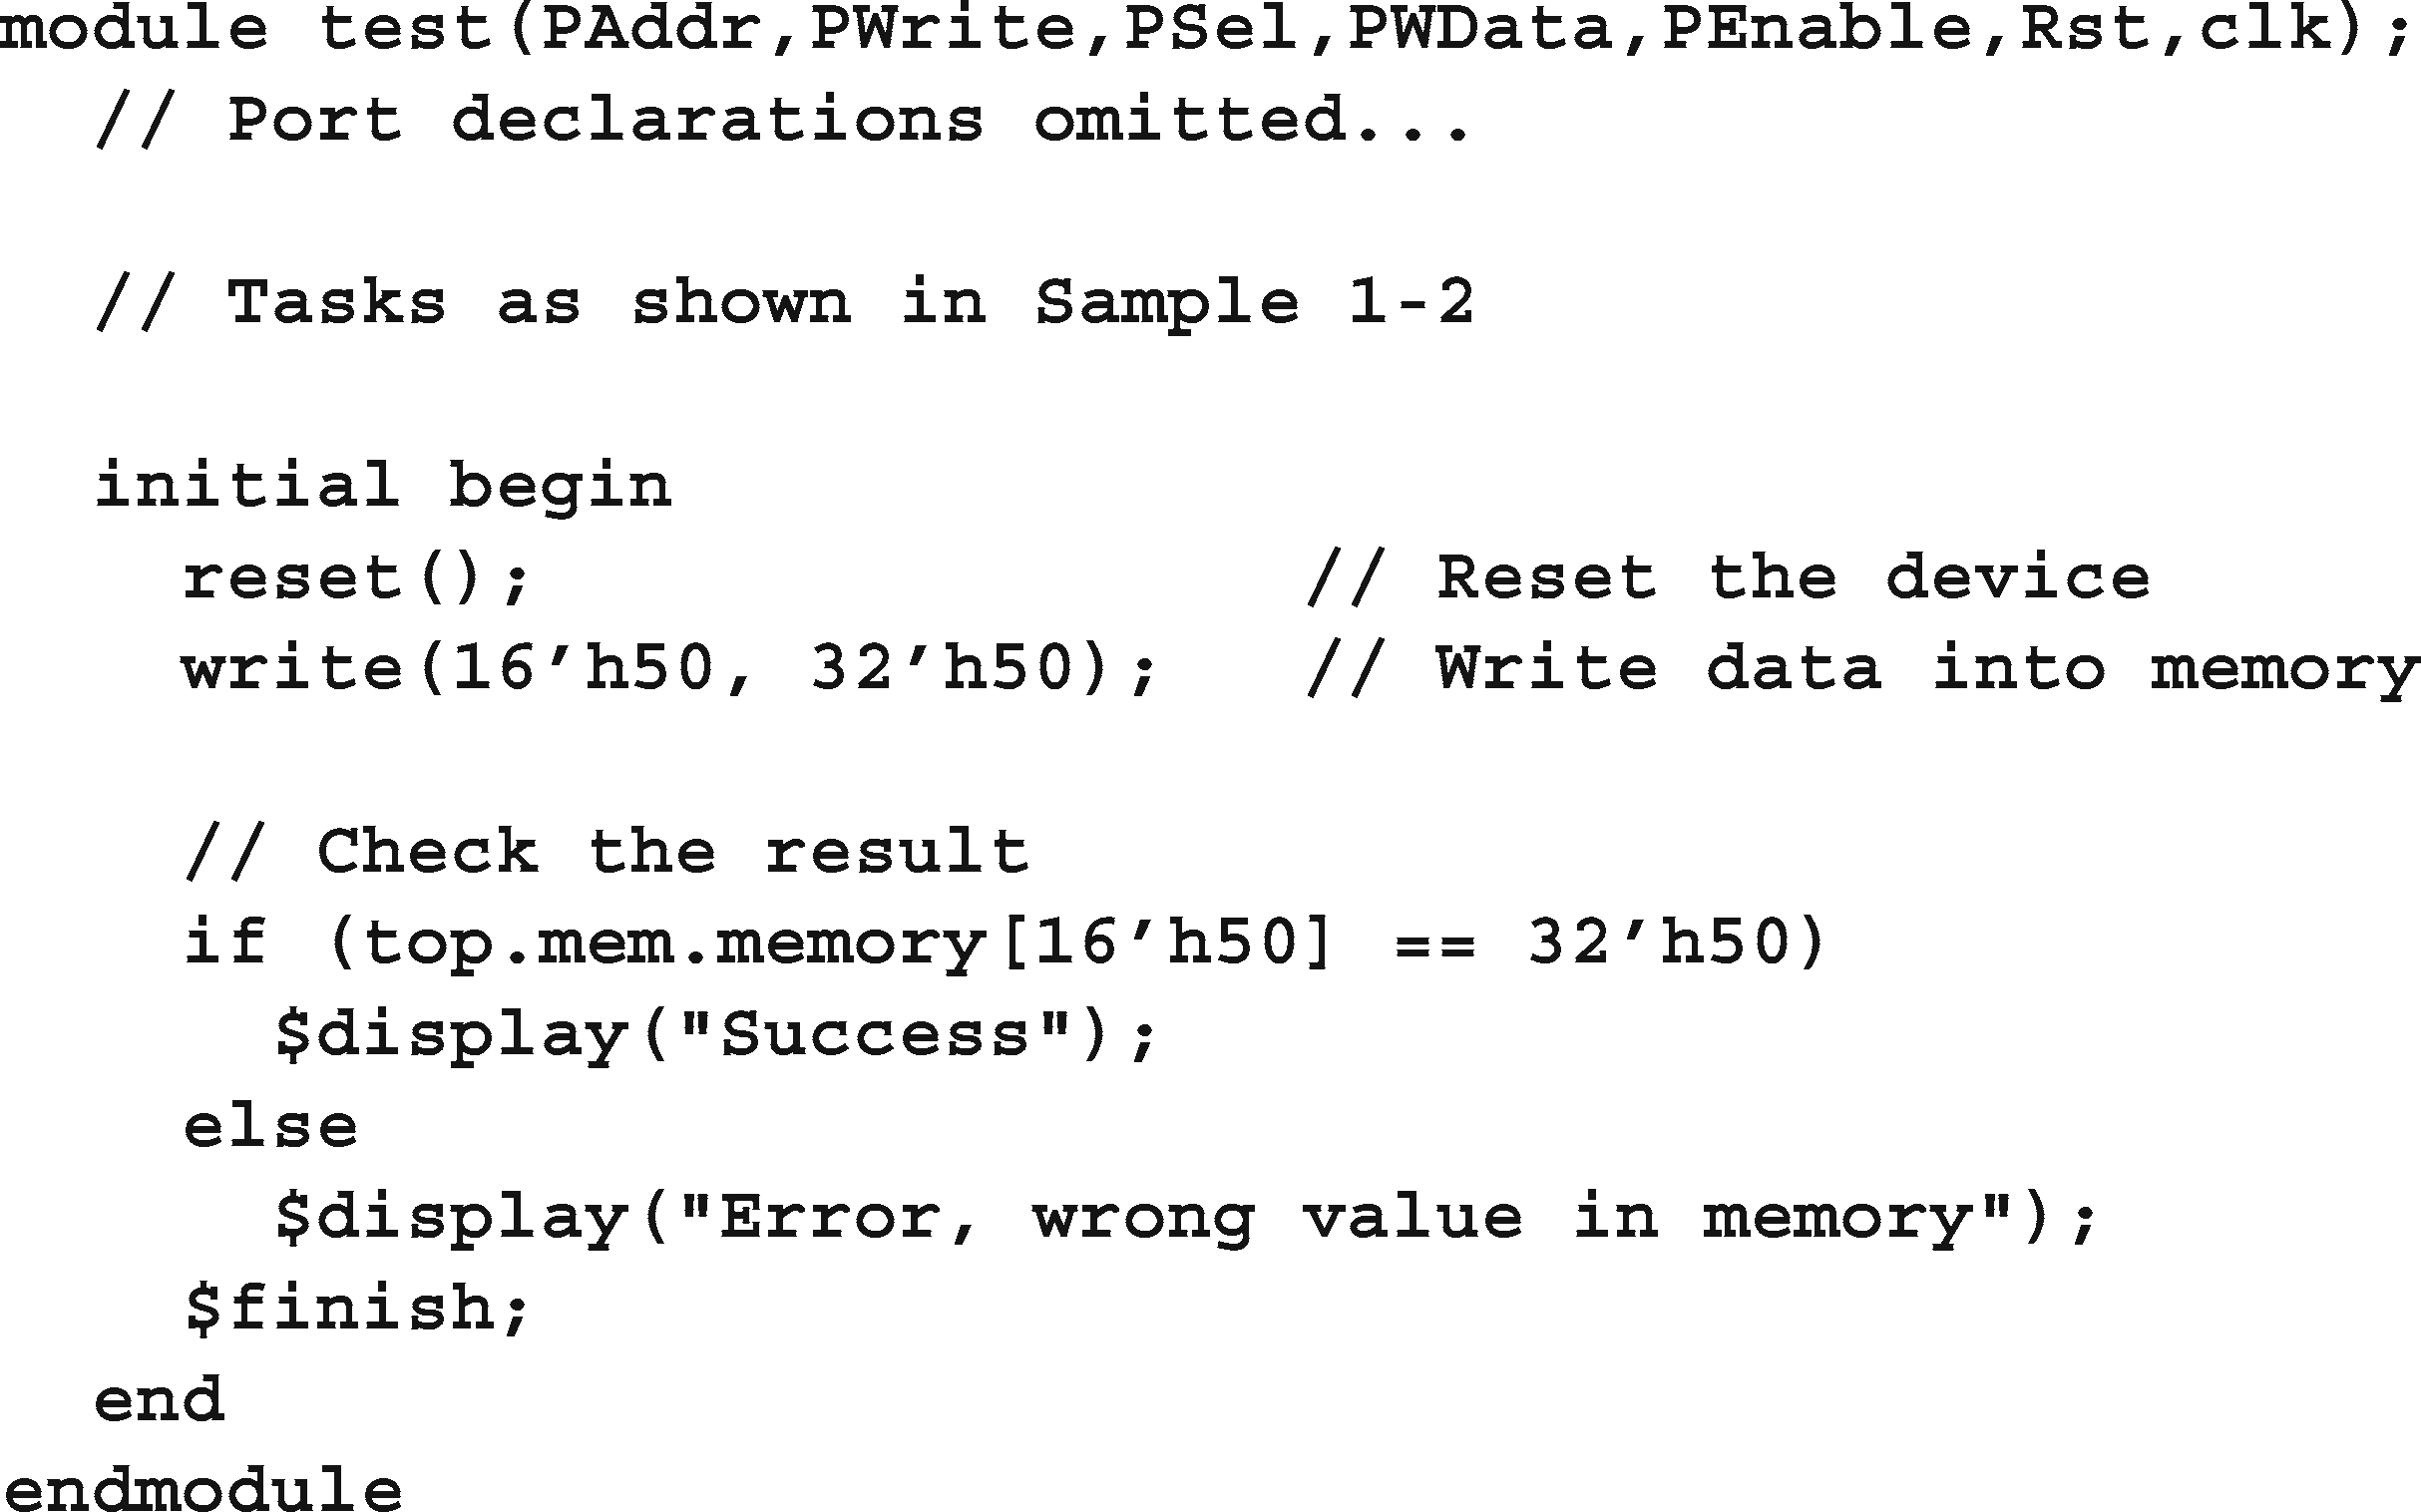 module test(PAddr,PWrite,PSel,PWData,PEnable,Rst,clk);
// Port declarations omitted...
// Tasks as shown in Sample 1-2
initial begin
reset(); // Reset the device
write(16’h50, 32’h50); // Write data into memory
// Check the result
if (top.mem.memory[16’h50] == 32’h50)
$display("Success");
else
$display("Error, wrong value in memory");
$finish;
end
endmodule